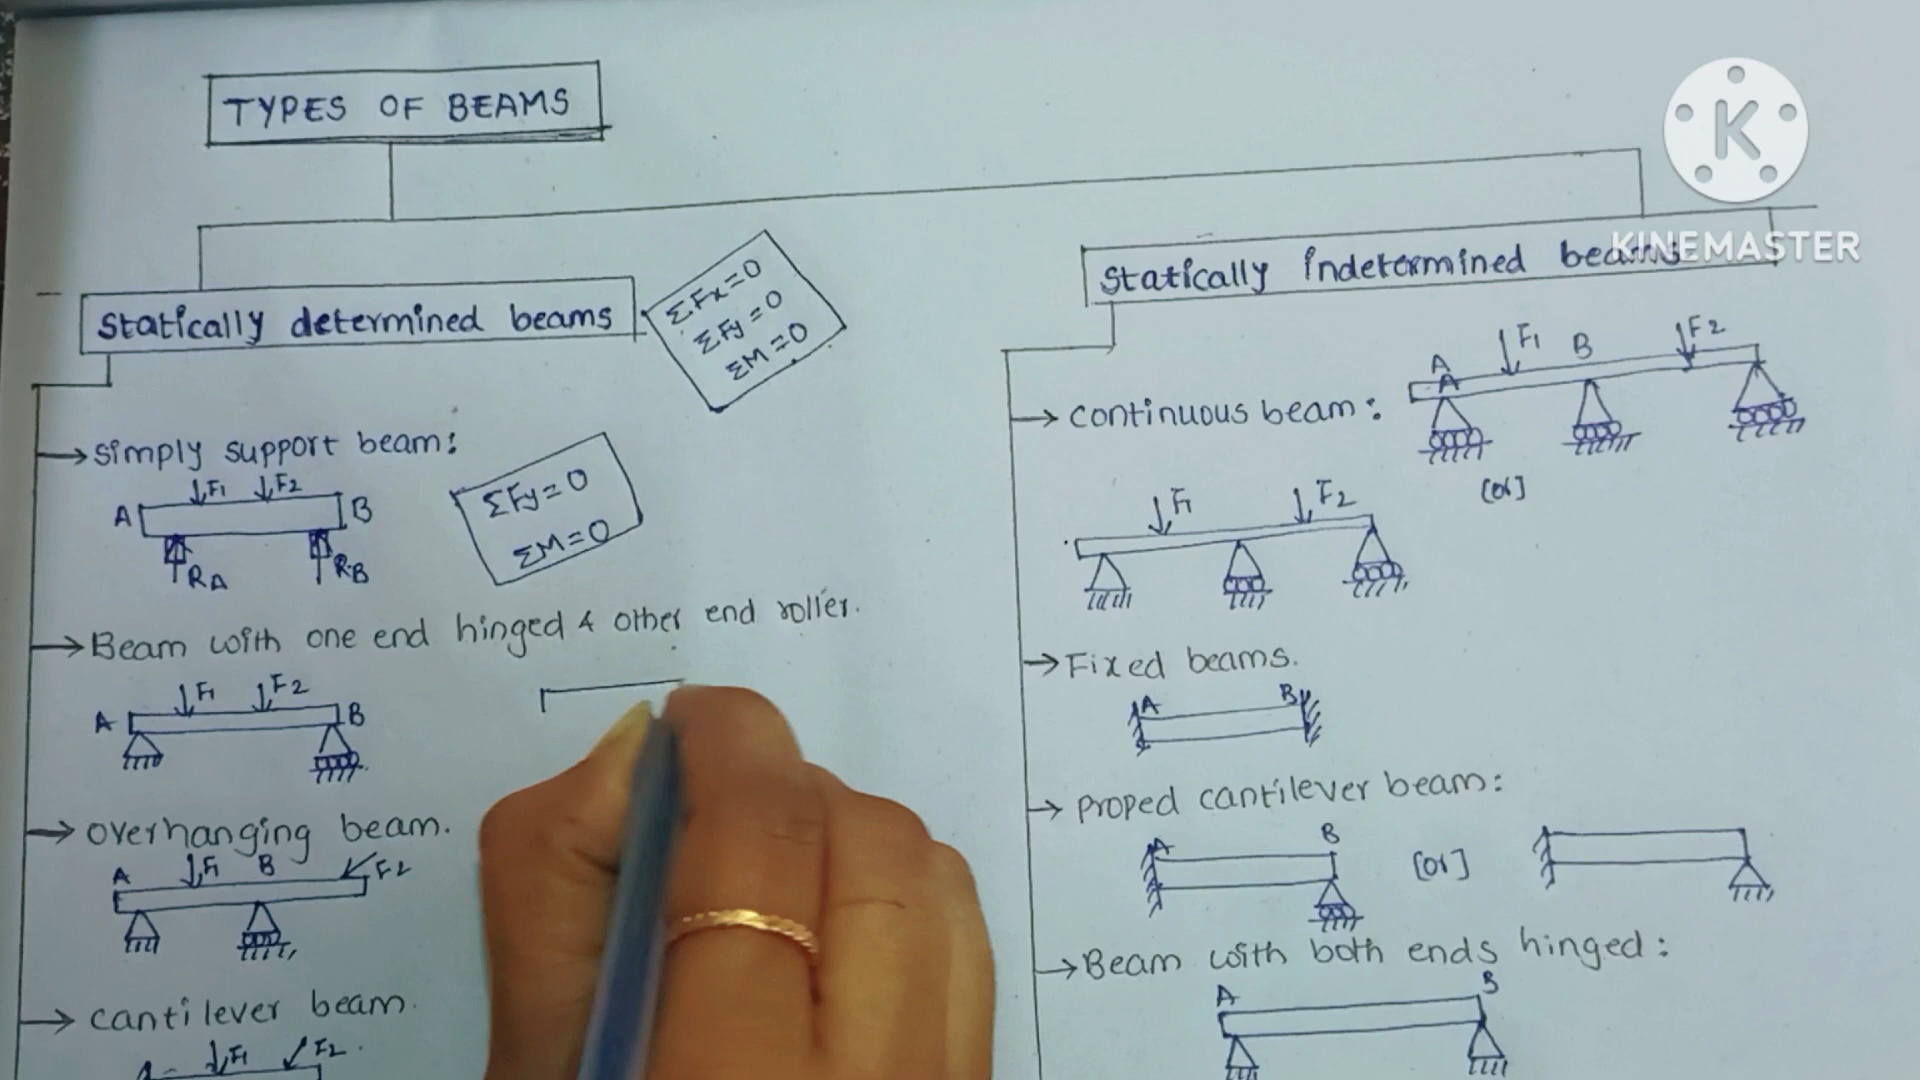 TYPES OF BEAMS
K
KINEMASTER
Statically determined beams
ΣFx=0
ΣFy=0
ΣM=0
simply support beam:
F1 F2
A B
RA RB
ΣFy=0
ΣM=0
Beam with one end hinged & other end roller.
F1 F2
A B
overhanging beam.
A F1 B F2
cantilever beam.
F1 F2
Statically indetermined beams
continuous beam:
A F1 B F2
A
[or]
F1 F2
Fixed beams.
A B
proped cantilever beam:
A B
[or]
Beam with both ends hinged:
A B